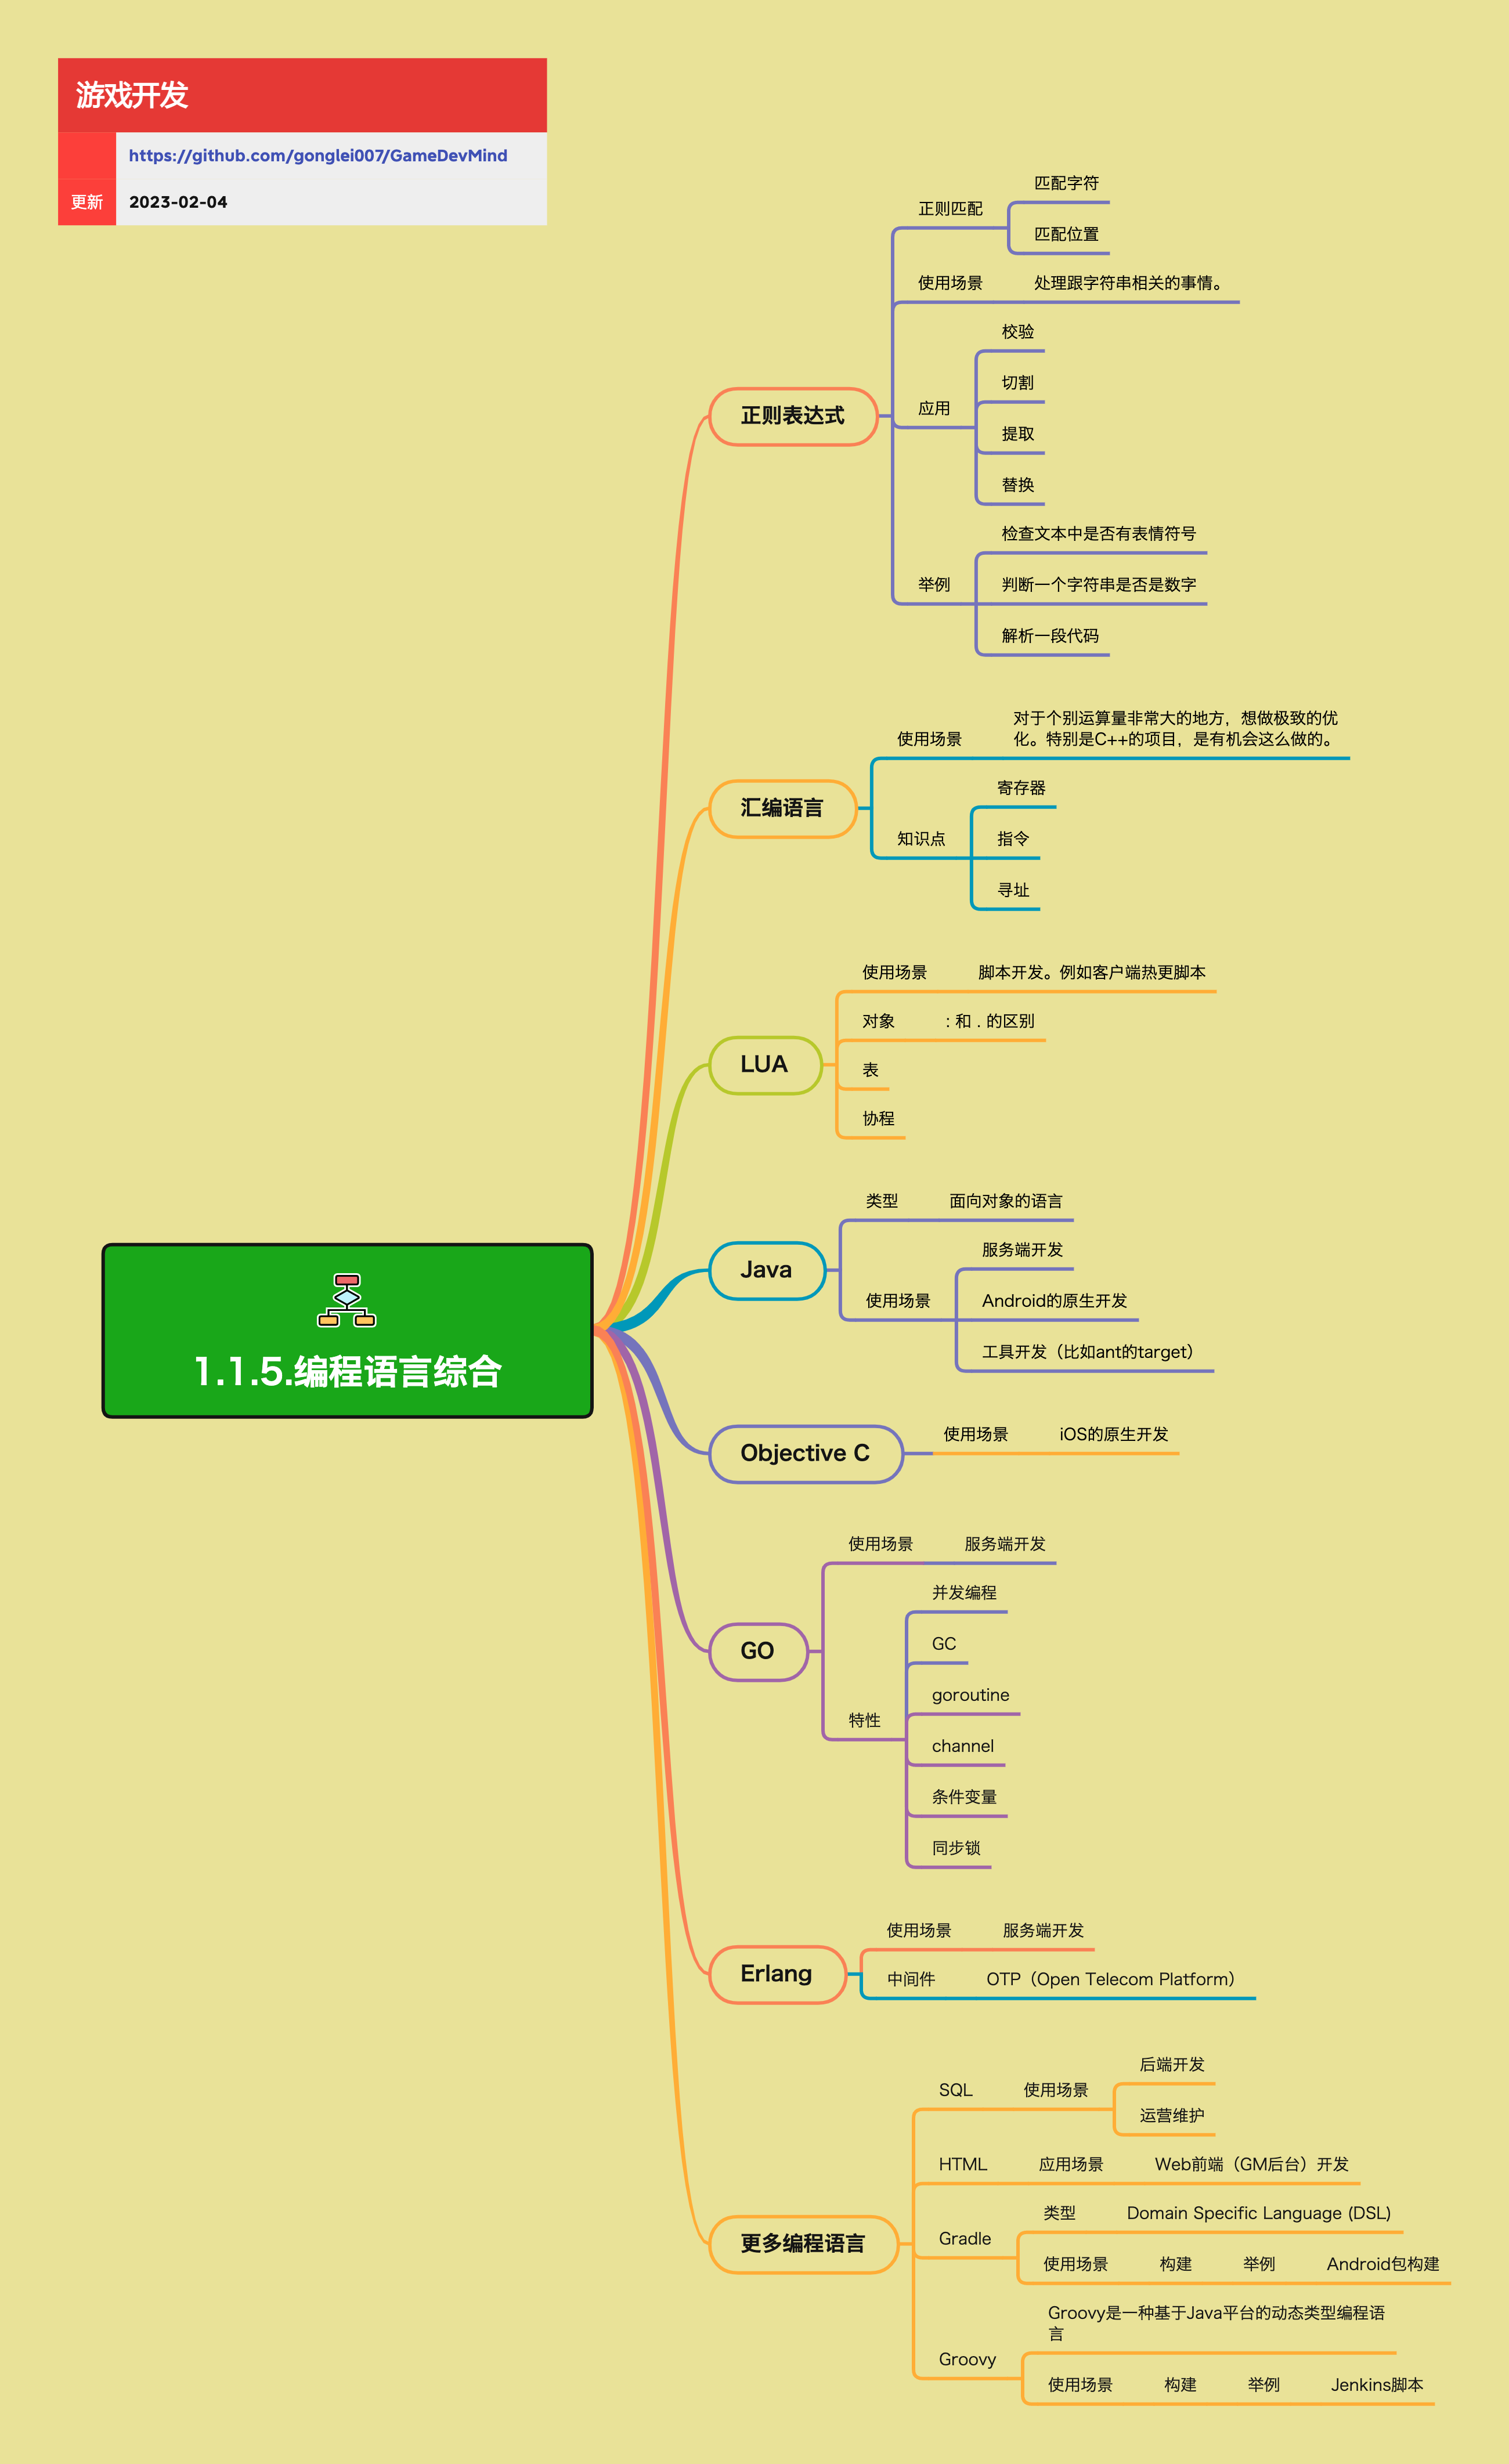 游戏开发
https://github.com/gonglei007/GameDevMind
更新
2023-02-04
1.1.5.编程语言综合
正则表达式
正则匹配
匹配字符
匹配位置
使用场景
处理跟字符串相关的事情。
应用
校验
切割
提取
替换
举例
检查文本中是否有表情符号
判断一个字符串是否是数字
解析一段代码
汇编语言
使用场景
对于个别运算量非常大的地方，想做极致的优
化。特别是C++的项目，是有机会这么做的。
知识点
寄存器
指令
寻址
LUA
使用场景
脚本开发。例如客户端热更脚本
对象
: 和 . 的区别
表
协程
Java
类型
面向对象的语言
使用场景
服务端开发
Android的原生开发
工具开发（比如ant的target）
Objective C
使用场景
iOS的原生开发
GO
使用场景
服务端开发
特性
并发编程
GC
goroutine
channel
条件变量
同步锁
Erlang
使用场景
服务端开发
中间件
OTP（Open Telecom Platform）
更多编程语言
SQL
使用场景
后端开发
运营维护
HTML
应用场景
Web前端（GM后台）开发
Gradle
类型
Domain Specific Language (DSL)
使用场景
构建
举例
Android包构建
Groovy
Groovy是一种基于Java平台的动态类型编程语
言
使用场景
构建
举例
Jenkins脚本